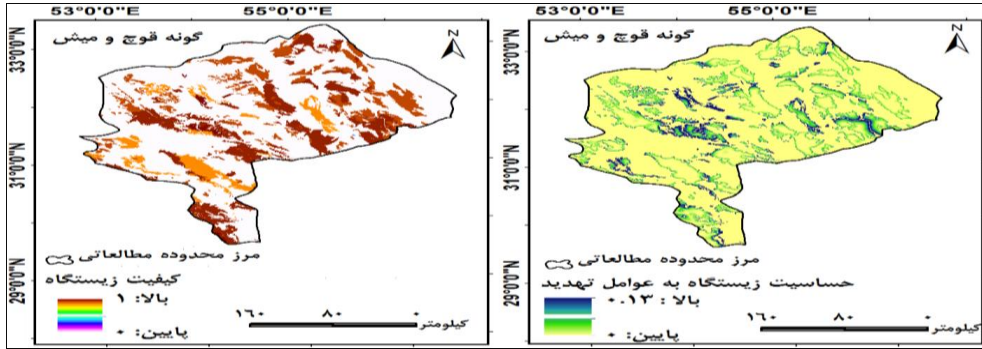 53°0'0"E 55°0'0"E
گونه قوچ و میش
N
33°0'0"N
31°0'0"N
29°0'0"N
مرز محدوده مطالعاتی
کیفیت زیستگاه
بالا: ۱
پایین: ۰
۱۶۰ ۸۰ ۰
کیلومتر
53°0'0"E 55°0'0"E
گونه قوچ و میش
N
33°0'0"N
31°0'0"N
29°0'0"N
مرز محدوده مطالعاتی
حساسیت زیستگاه به عوامل تهدید
بالا : ۰.۱۳
پایین: ۰
۱۶۰ ۸۰ ۰
کیلومتر